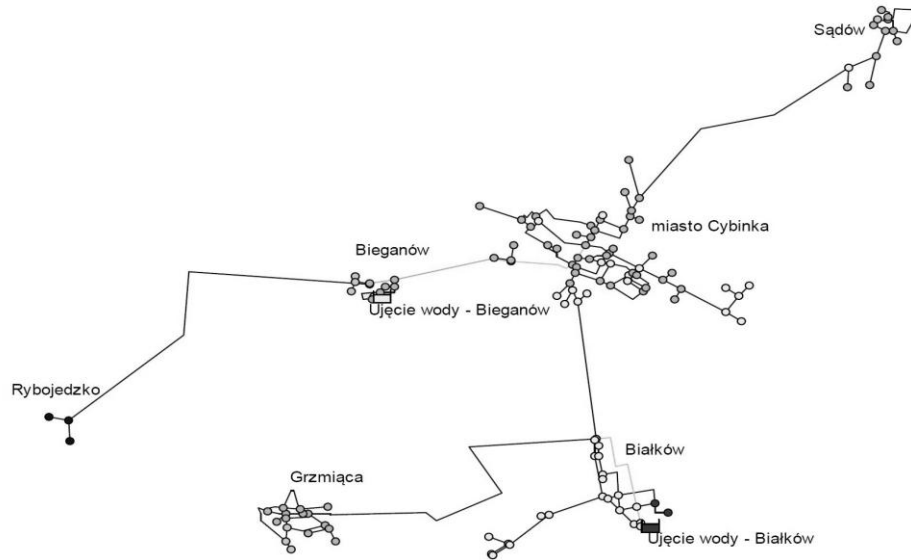 Sądów
miasto Cybinka
Bieganów
Ujęcie wody - Bieganów
Rybojedzko
Białków
Grzmiąca
Ujęcie wody - Białków